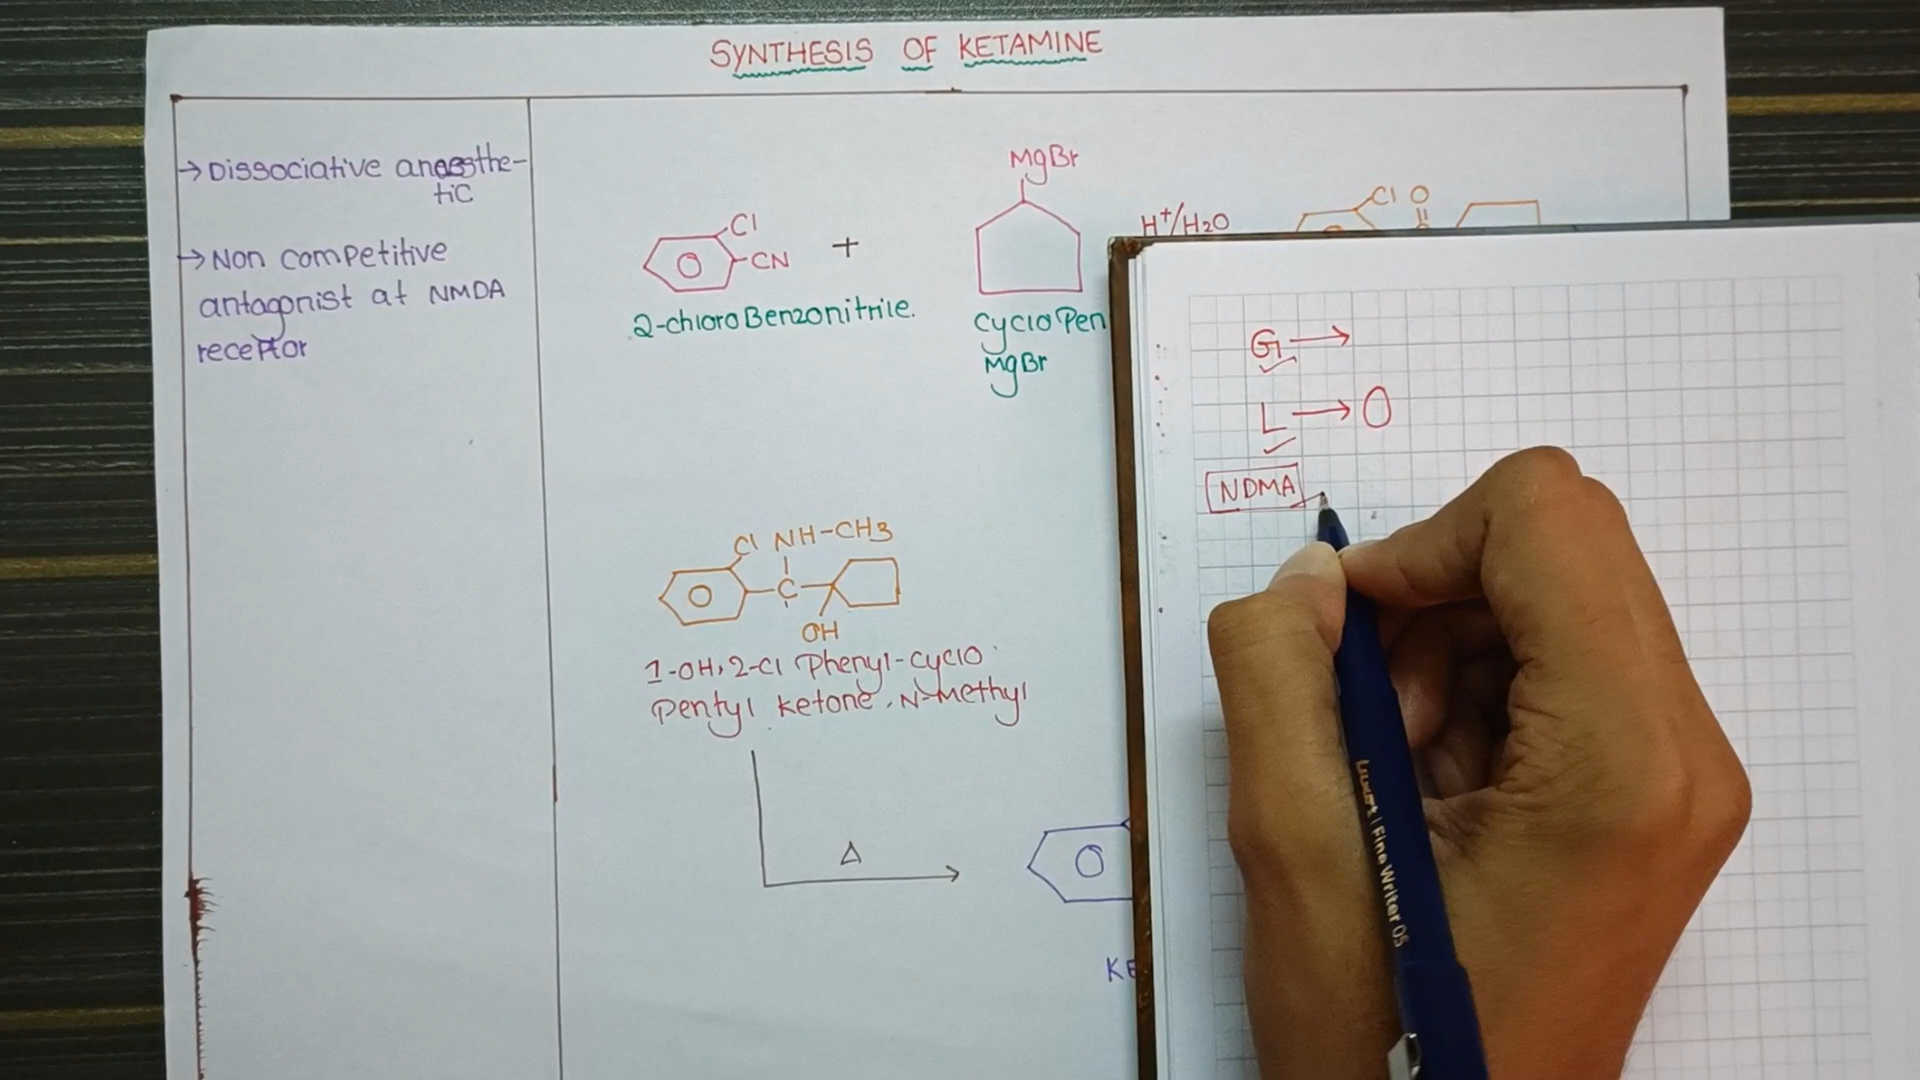 SYNTHESIS OF KETAMINE
→ Dissociative anaesthe-
tic
→ Non competitive
antagonist at NMDA
receptor
Cl
CN
+
2-chloro Benzonitrile.
MgBr
Cyclo Pen
MgBr
H+/H2O
Cl O
Cl NH-CH3
C
OH
1-OH, 2-Cl Phenyl-cyclo
Pentyl ketone, N-methyl
Δ
KE
G →
L → O
NDMA
Luxor | Fine Writer 05